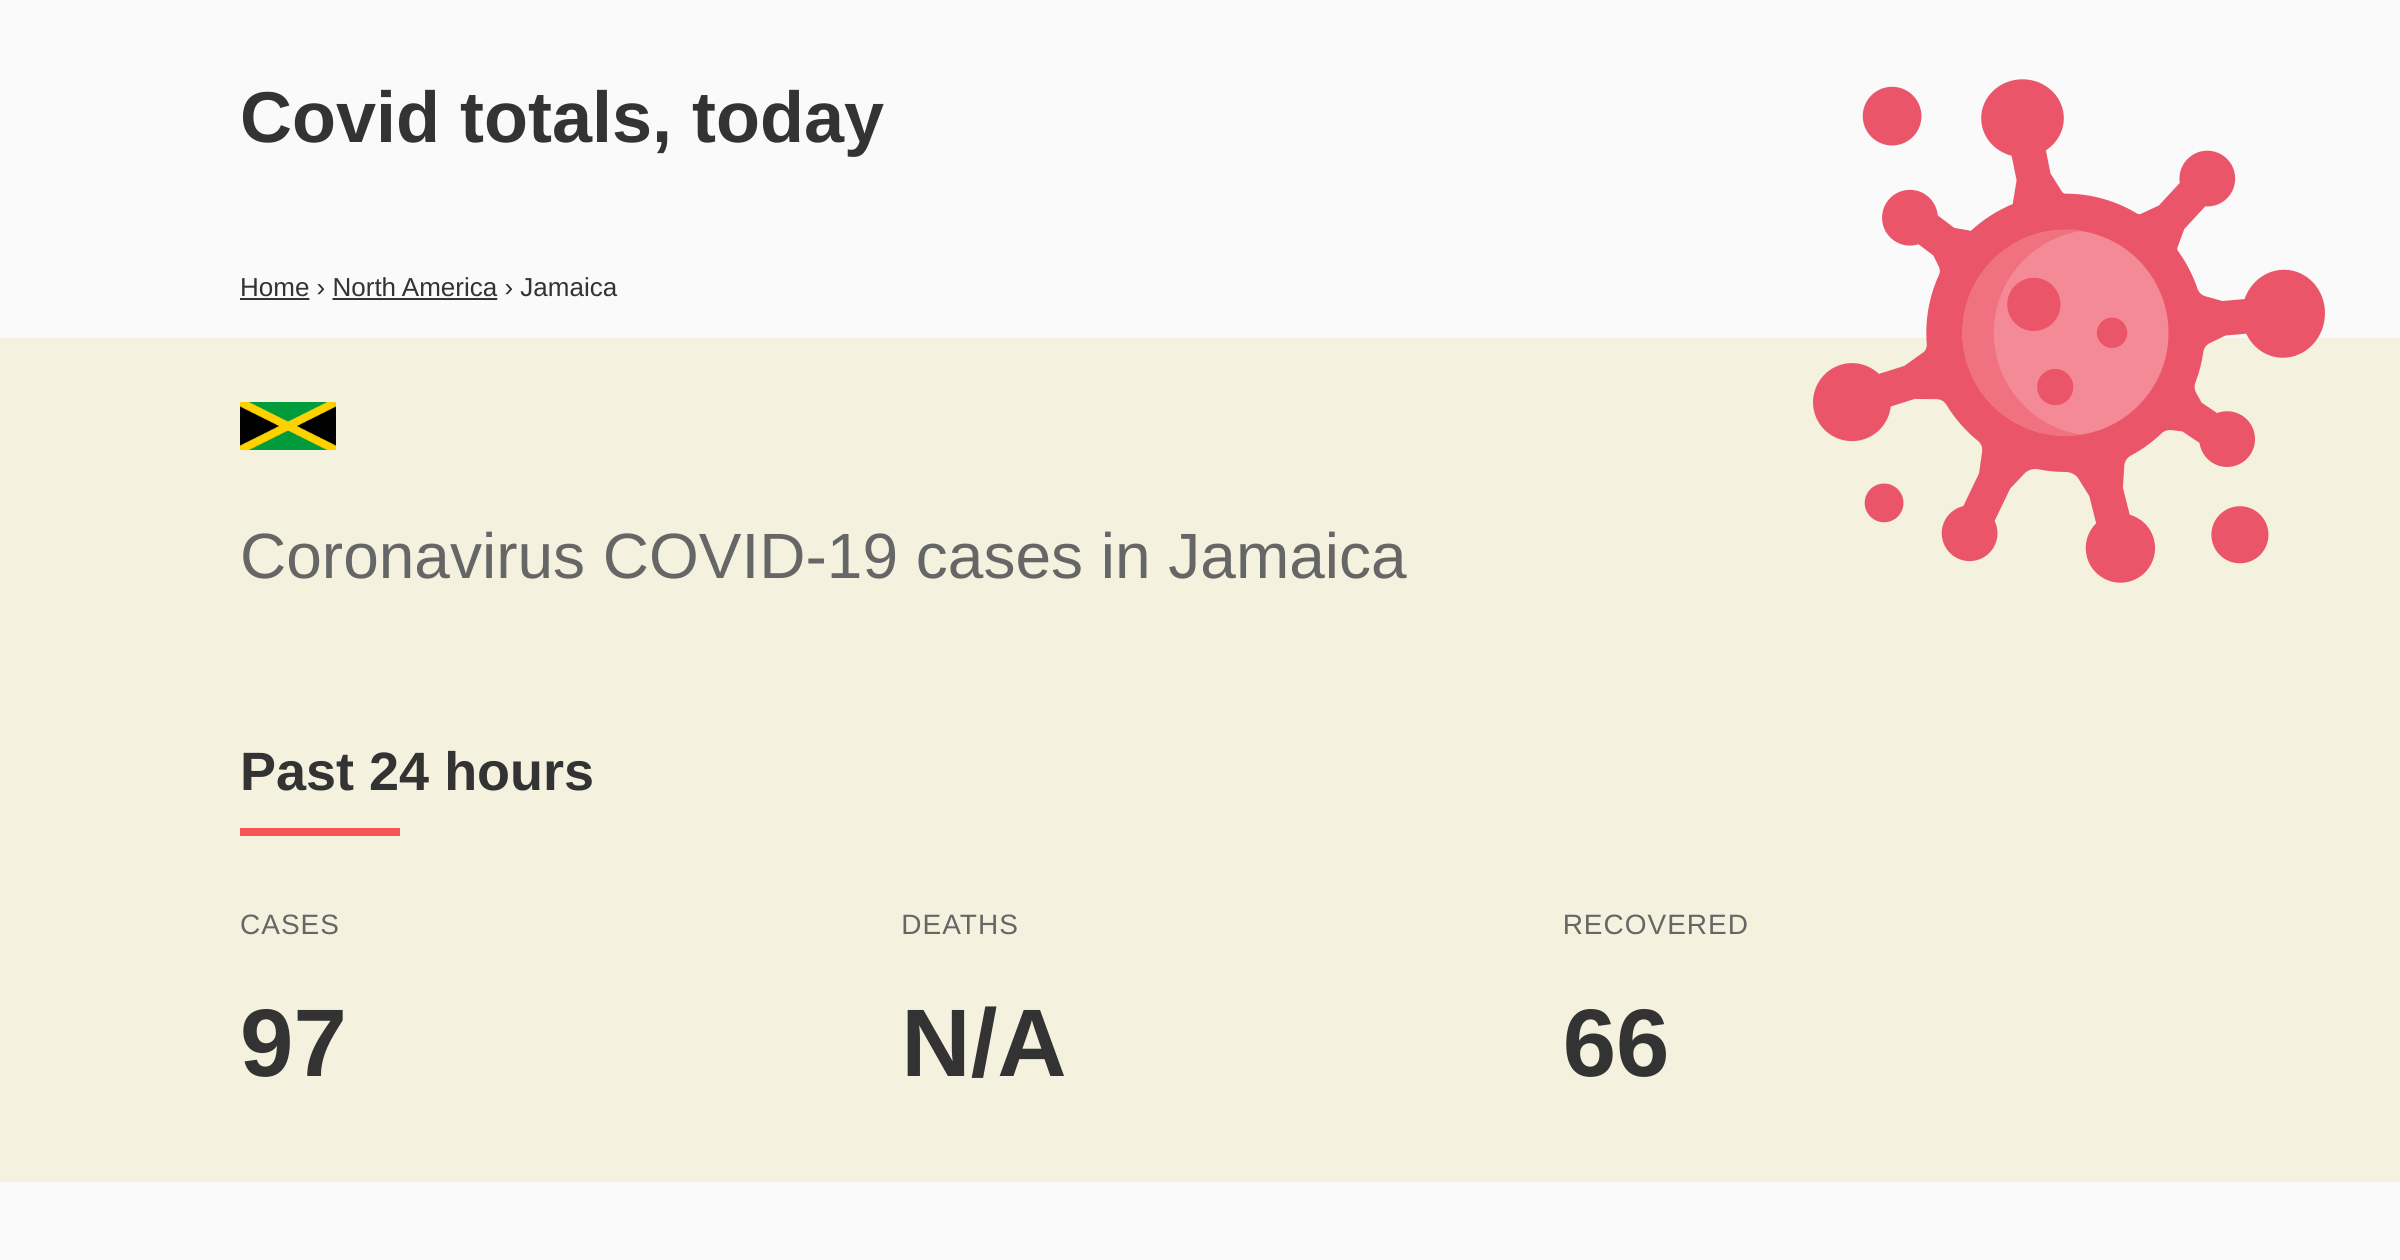 Covid totals, today
Home › North America › Jamaica
Coronavirus COVID-19 cases in Jamaica
Past 24 hours
CASES DEATHS RECOVERED
97 N/A 66